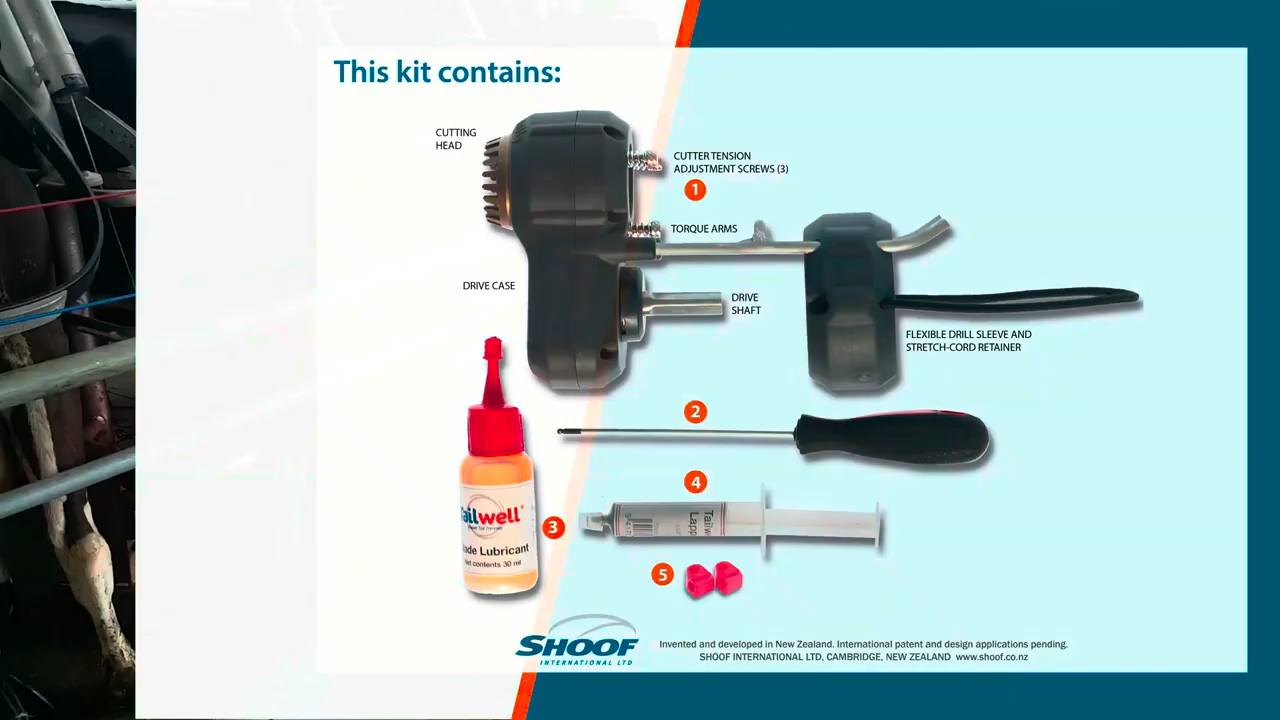 This kit contains:
CUTTING
HEAD
CUTTER TENSION
ADJUSTMENT SCREWS (3)
1
TORQUE ARMS
DRIVE CASE
DRIVE
SHAFT
FLEXIBLE DRILL SLEEVE AND
STRETCH-CORD RETAINER
2
4
3
5
ailwell
ade Lubricant
et contents 30 ml
Tailw
Lapp
SHOOF
INTERNATIONAL LTD
Invented and developed in New Zealand. International patent and design applications pending.
SHOOF INTERNATIONAL LTD, CAMBRIDGE, NEW ZEALAND www.shoof.co.nz